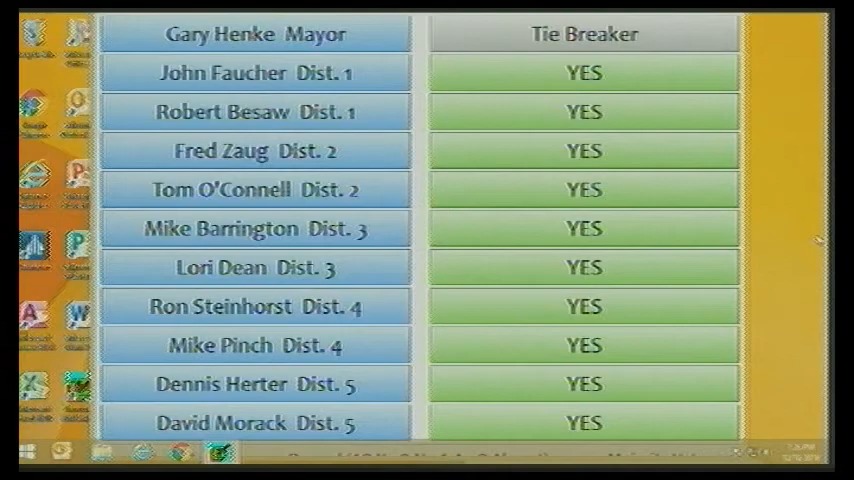 Gary Henke Mayor Tie Breaker
John Faucher Dist. 1 YES
Robert Besaw Dist. 1 YES
Fred Zaug Dist. 2 YES
Tom O'Connell Dist. 2 YES
Mike Barrington Dist. 3 YES
Lori Dean Dist. 3 YES
Ron Steinhorst Dist. 4 YES
Mike Pinch Dist. 4 YES
Dennis Herter Dist. 5 YES
David Morack Dist. 5 YES